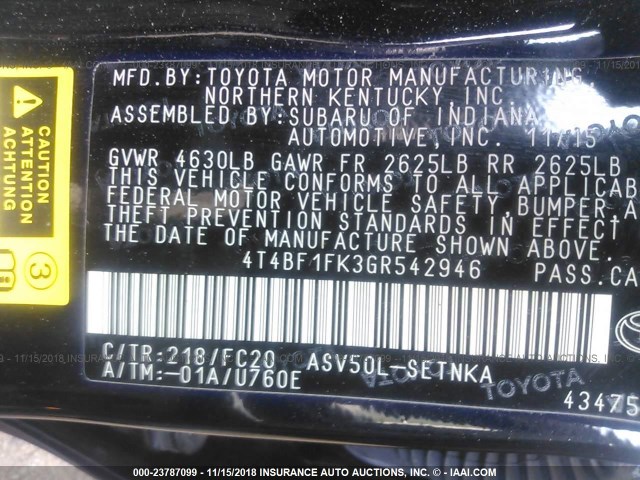 MFD.BY:TOYOTA MOTOR MANUFACTURING
NORTHERN KENTUCKY,INC.
ASSEMBLED BY:SUBARU OF INDIANA
AUTOMOTIVE,INC. 11/15
GVWR 4630LB GAWR FR 2625LB RR 2625LB
THIS VEHICLE CONFORMS TO ALL APPLICAB
FEDERAL MOTOR VEHICLE SAFETY,BUMPER,A
THEFT PREVENTION STANDARDS IN EFFECT
THE DATE OF MANUFACTURE SHOWN ABOVE.
4T4BF1FK3GR542946 PASS.CA
C/TR:218/FC20 ASV50L-SETNKA
A/TM:-01A/U760E
TOYOTA
43475
CAUTION
ATTENTION
3
000-23787099 - 11/15/2018 INSURANCE AUTO AUCTIONS (C) - IAAI.COM